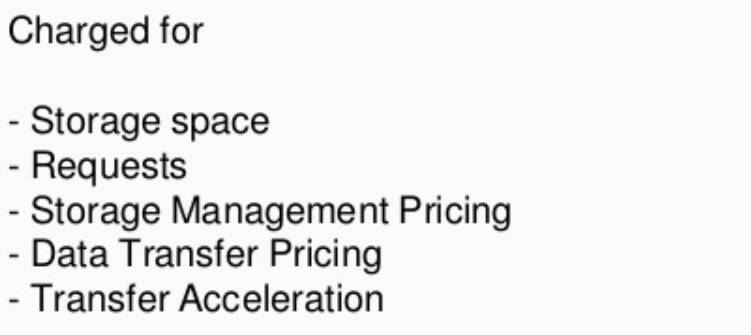 Charged for
- Storage space
- Requests
- Storage Management Pricing
- Data Transfer Pricing
- Transfer Acceleration